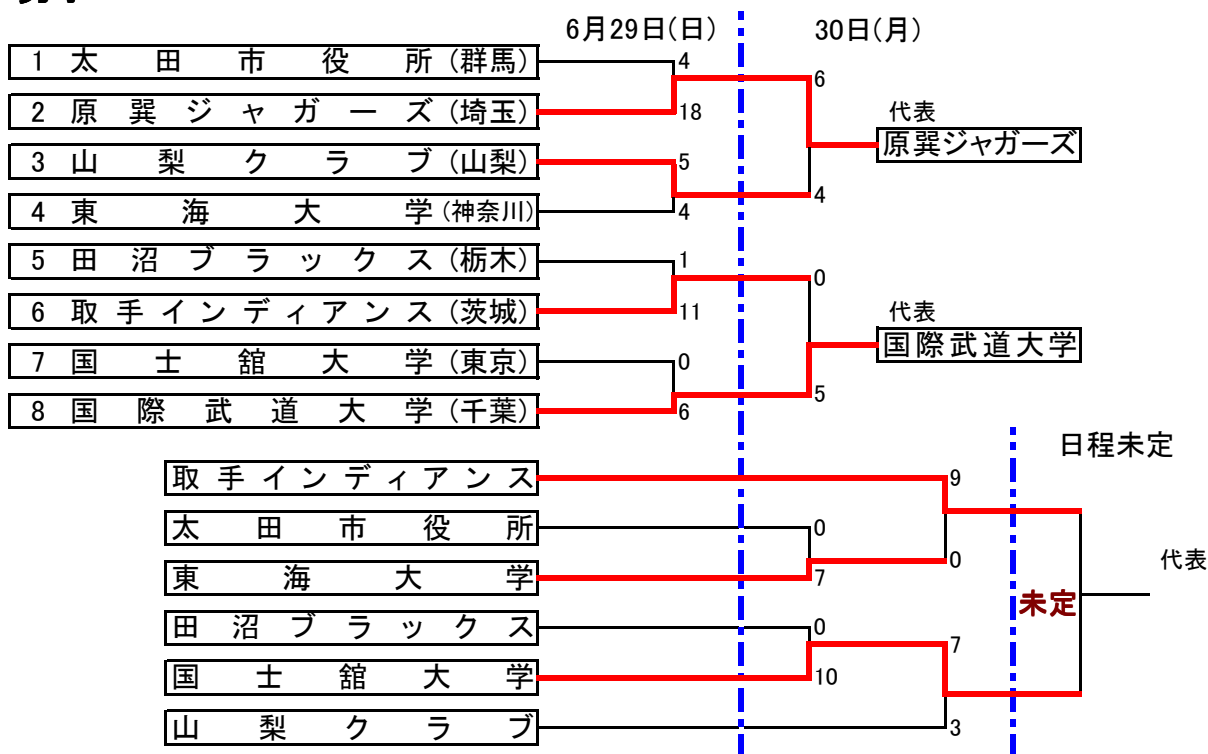 6月29日(日) 30日(月)
1 太田市役所(群馬) 4
6
2 原巽ジャガーズ(埼玉) 18
代表
原巽ジャガーズ
3 山梨クラブ(山梨) 5
4
4 東海大学(神奈川) 4
5 田沼ブラックス(栃木) 1
0
6 取手インディアンス(茨城) 11
代表
国際武道大学
7 国士舘大学(東京) 0
5
8 国際武道大学(千葉) 6
日程未定
取手インディアンス 9
太田市役所 0
0
代表
東海大学 7
未定
田沼ブラックス 0
7
国士舘大学 10
山梨クラブ 3